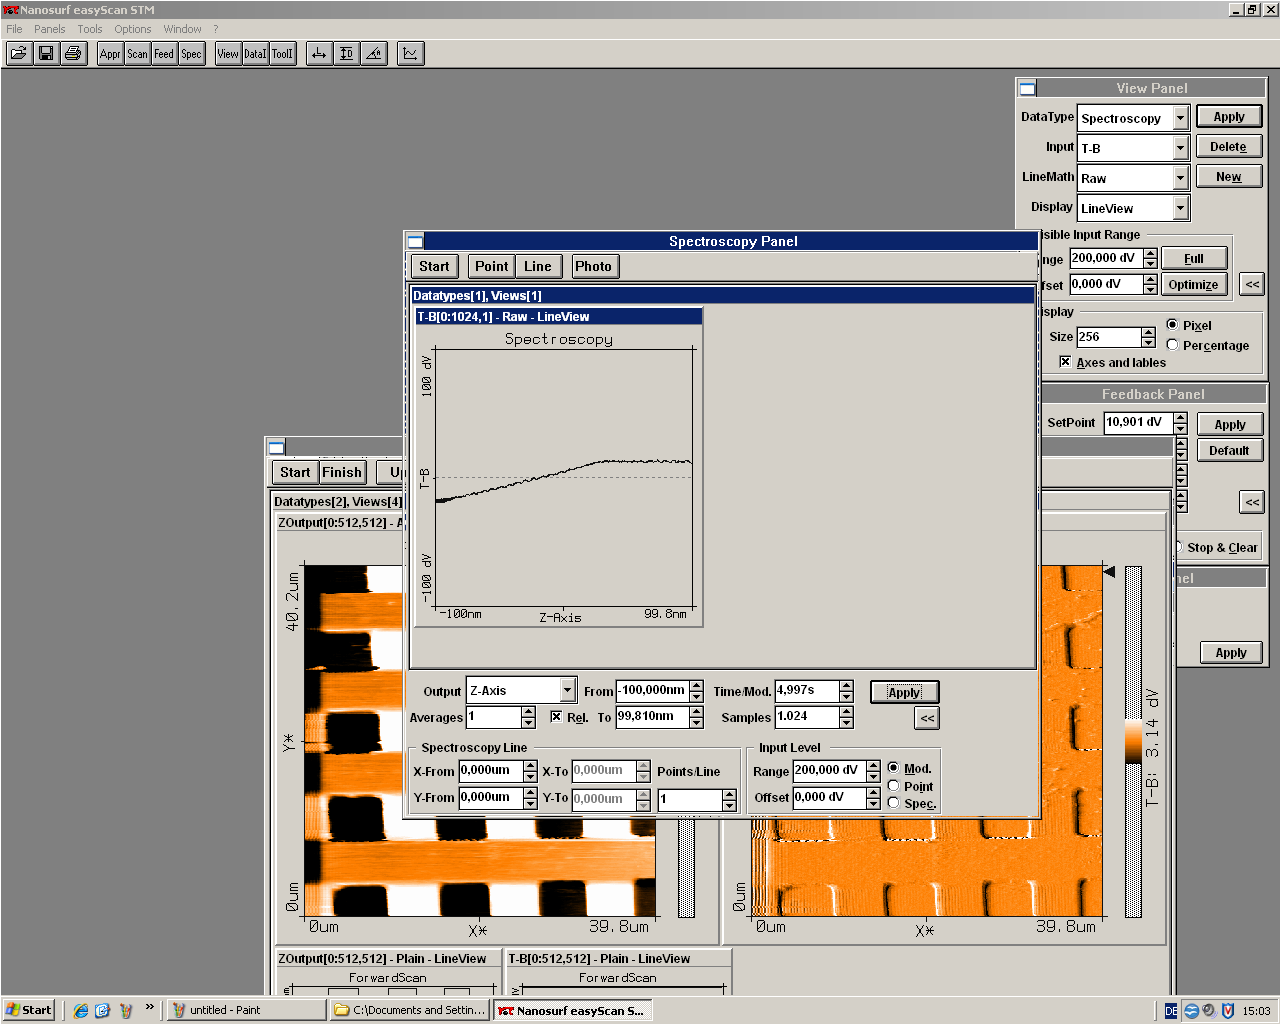 Nanosurf easyScan STM
File Panels Tools Options Window ?
Appr Scan Feed Spec View DataI ToolI
View Panel
DataType Spectroscopy Apply
Input T-B Delete
LineMath Raw New
Display LineView
isible Input Range
nge 200,000 dV Full
fset 0,000 dV Optimize <<
isplay
Size 256 Pixel
Percentage
Axes and lables
Feedback Panel
SetPoint 10,901 dV Apply
Default
<<
Stop & Clear
nel
Apply
Spectroscopy Panel
Start Point Line Photo
Datatypes[1], Views[1]
T-B[0:1024,1] - Raw - LineView
Spectroscopy
100 dV
T-B
-100 dV
-100nm Z-Axis 99.8nm
Output Z-Axis From -100,000nm Time/Mod. 4,997s Apply
Averages 1 Rel. To 99,810nm Samples 1.024 <<
Spectroscopy Line Input Level
X-From 0,000um X-To 0,000um Points/Line Range 200,000 dV Mod.
Point
Y-From 0,000um Y-To 0,000um 1 Offset 0,000 dV Spec.
Start Finish Up
Datatypes[2], Views[4]
ZOutput[0:512,512] - A
40.2um
Y*
0um
0um X* 39.8um
T-B: 3.14 dV
0um
0um X* 39.8um
ZOutput[0:512,512] - Plain - LineView T-B[0:512,512] - Plain - LineView
ForwardScan ForwardScan
Start untitled - Paint C:\Documents and Settin... Nanosurf easyScan S... DE 15:03